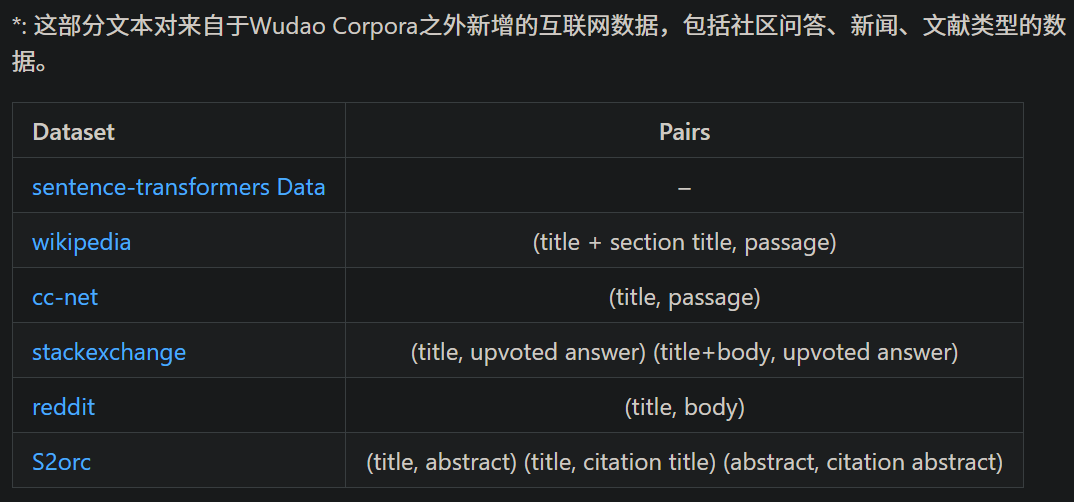 *: 这部分文本对来自于Wudao Corpora之外新增的互联网数据，包括社区问答、新闻、文献类型的数
据。
Dataset Pairs
sentence-transformers Data –
wikipedia (title + section title, passage)
cc-net (title, passage)
stackexchange (title, upvoted answer) (title+body, upvoted answer)
reddit (title, body)
S2orc (title, abstract) (title, citation title) (abstract, citation abstract)